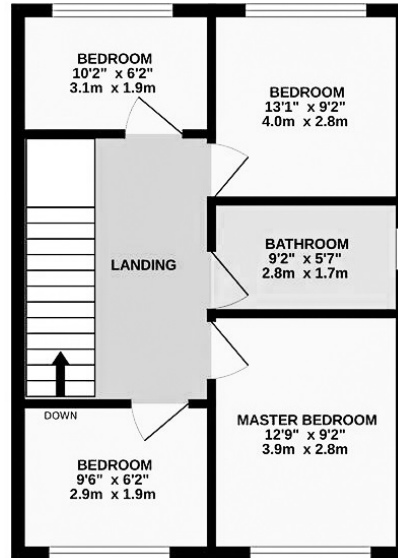 BEDROOM
10'2" x 6'2"
3.1m x 1.9m
BEDROOM
13'1" x 9'2"
4.0m x 2.8m
LANDING
BATHROOM
9'2" x 5'7"
2.8m x 1.7m
DOWN
BEDROOM
9'6" x 6'2"
2.9m x 1.9m
MASTER BEDROOM
12'9" x 9'2"
3.9m x 2.8m